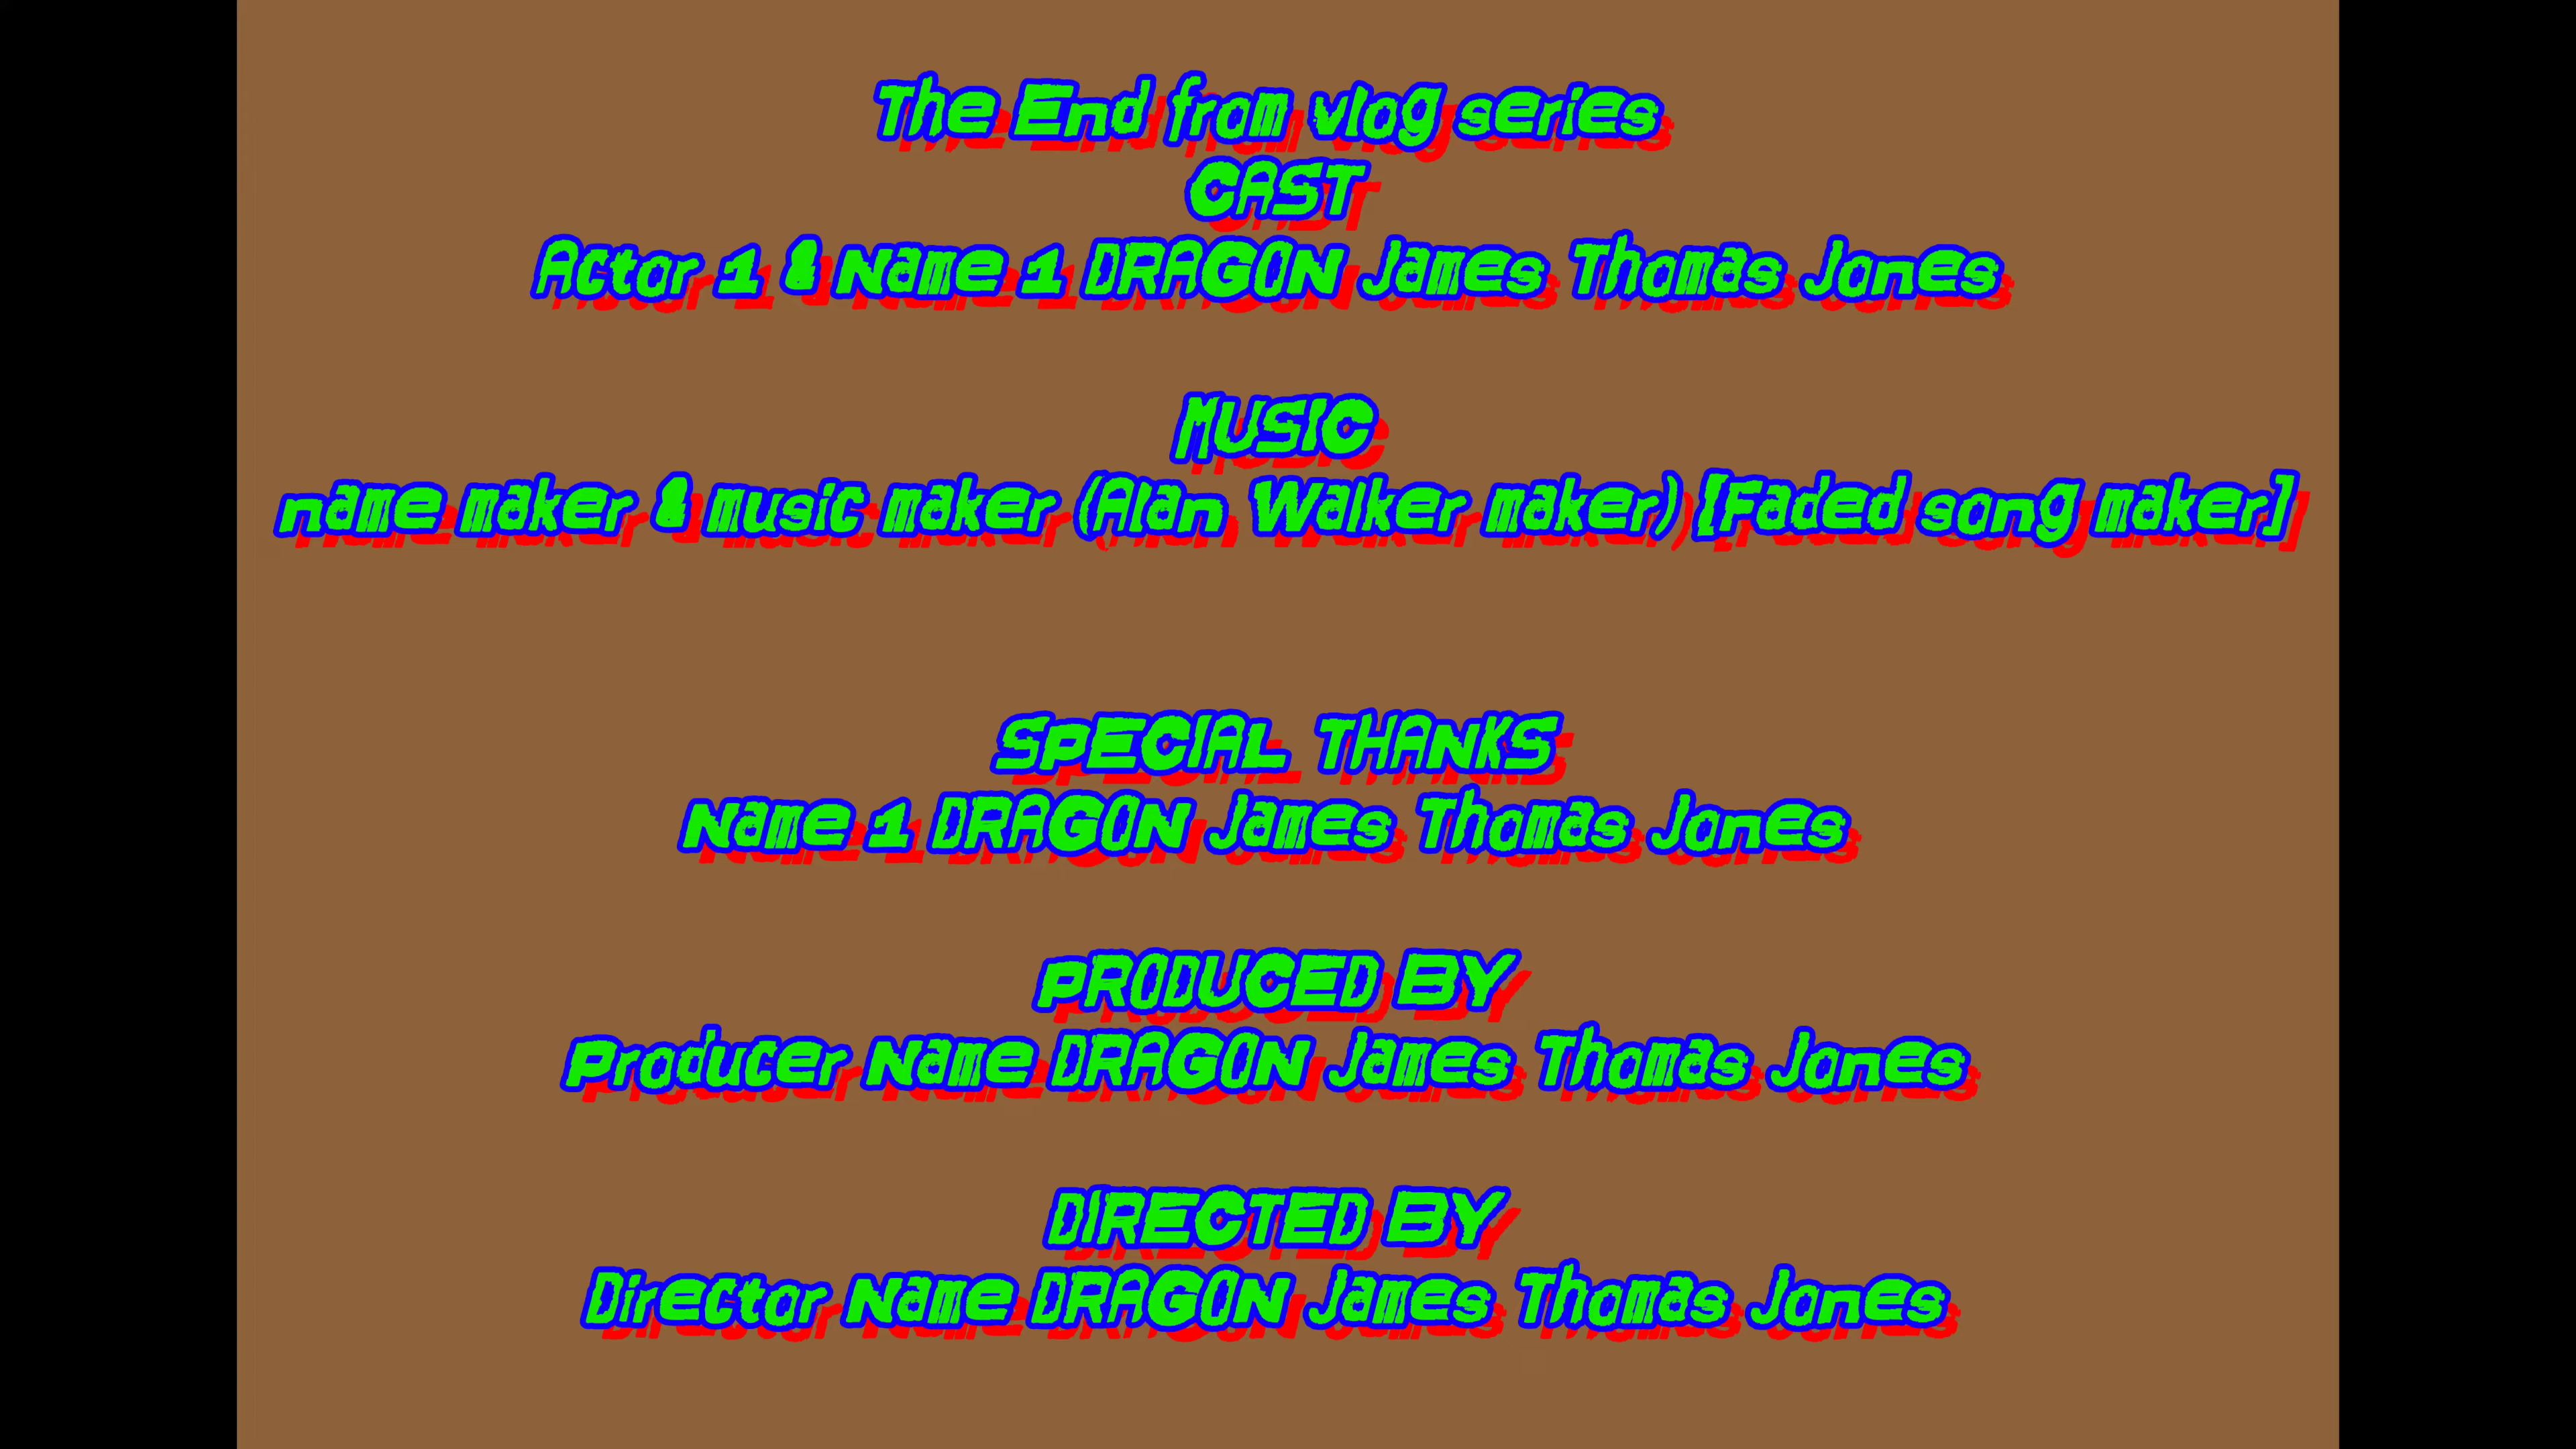 The End from vlog series
CAST
Actor 1 & Name 1 DRAGON James Thomas Jones
MUSIC
name maker & music maker (Alan Walker maker) [Faded song maker]
SPECIAL THANKS
Name 1 DRAGON James Thomas Jones
PRODUCED BY
Producer Name DRAGON James Thomas Jones
DIRECTED BY
Director Name DRAGON James Thomas Jones